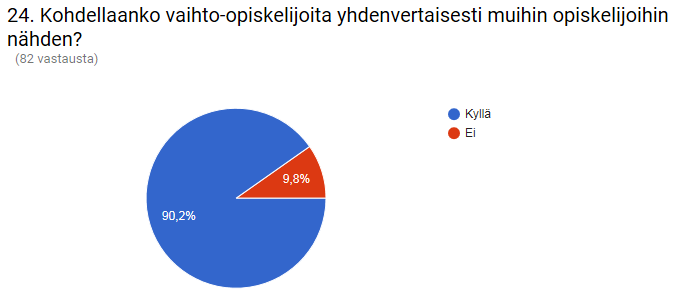 24. Kohdellaanko vaihto-opiskelijoita yhdenvertaisesti muihin opiskelijoihin
nähden?
(82 vastausta)
Kyllä
Ei
9,8%
90,2%